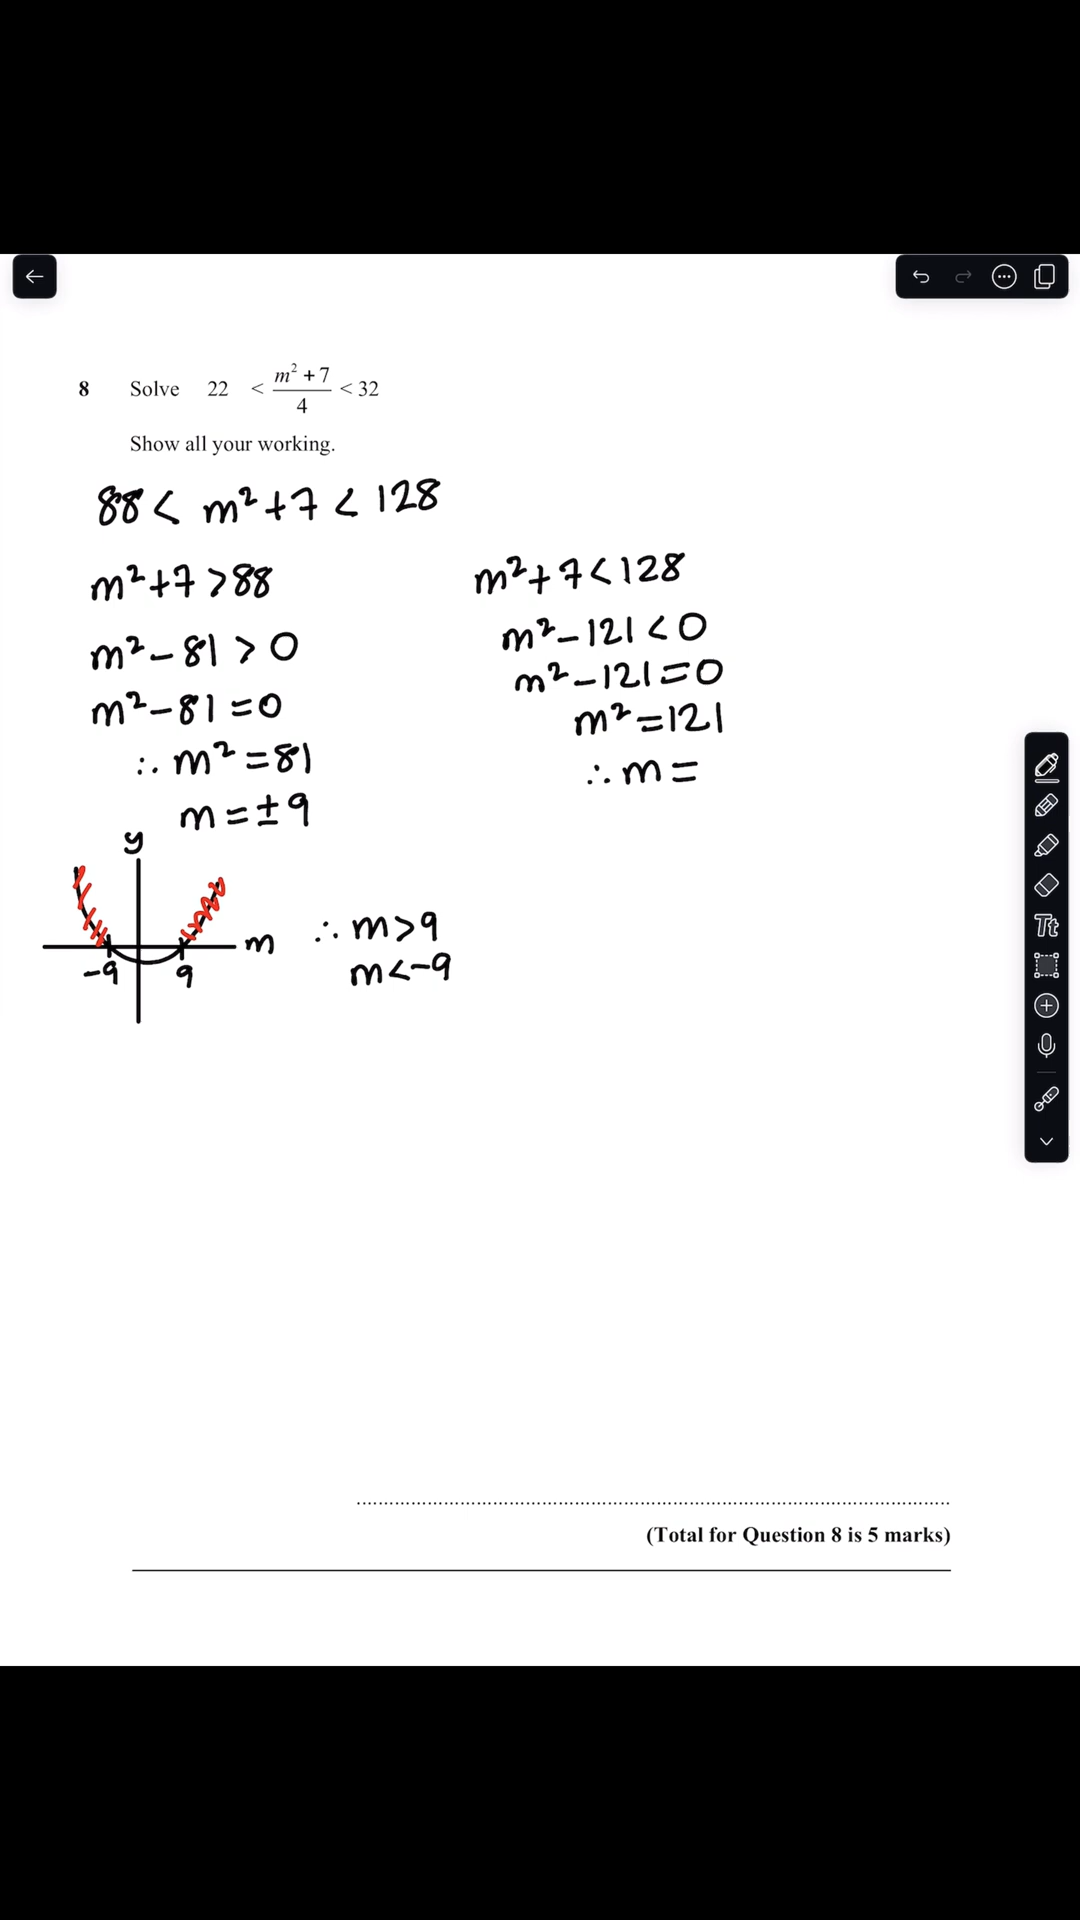 8 Solve 22 < (m² + 7)/4 < 32
Show all your working.
88 < m² + 7 < 128
m² + 7 > 88
m² - 81 > 0
m² - 81 = 0
∴ m² = 81
m = ± 9
m² + 7 < 128
m² - 121 < 0
m² - 121 = 0
m² = 121
∴ m =
y
m
-9
9
∴ m > 9
m < -9
(Total for Question 8 is 5 marks)
Tt